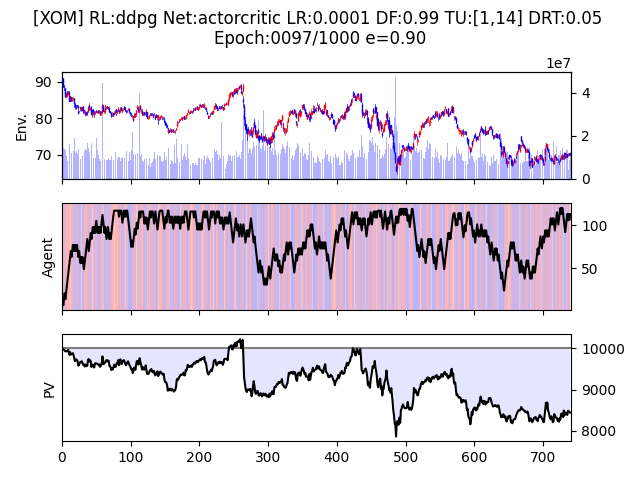 [XOM] RL:ddpg Net:actorcritic LR:0.0001 DF:0.99 TU:[1,14] DRT:0.05
Epoch:0097/1000 e=0.90
1e7
90
80
70
Env.
4
2
0
Agent
100
50
PV
10000
9000
8000
0 100 200 300 400 500 600 700